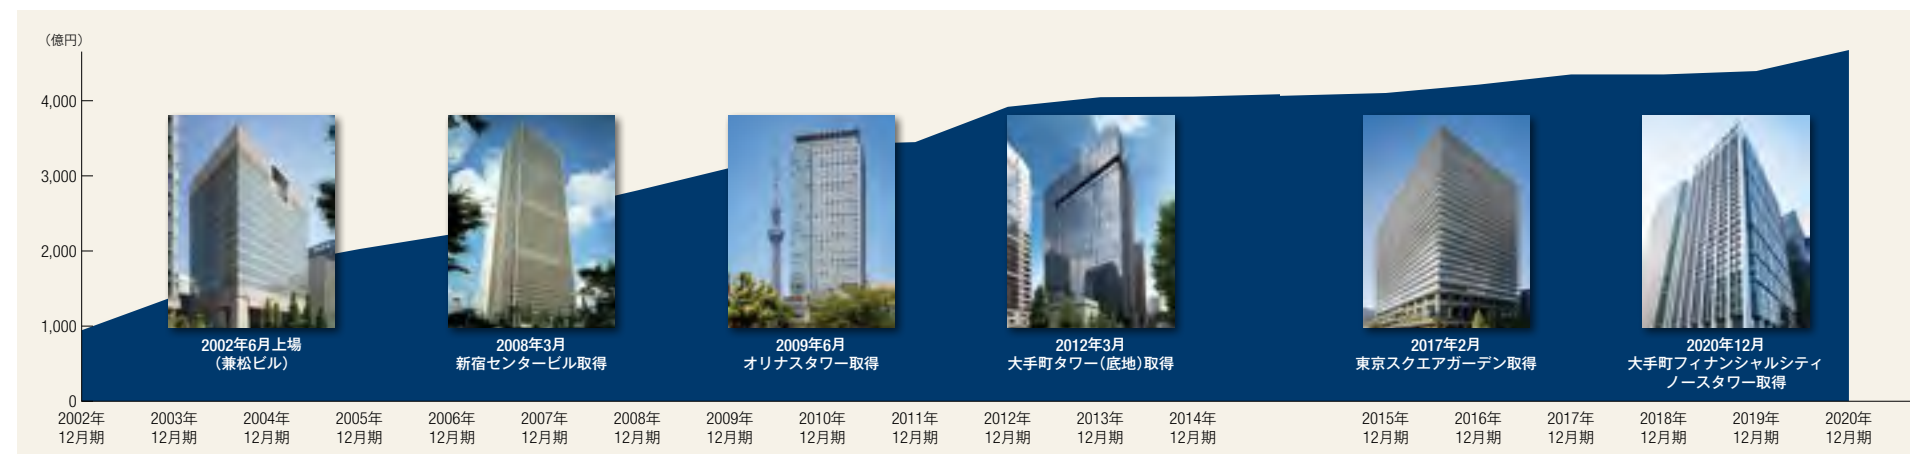 （億円）
4,000
3,000
2,000
1,000
0
2002年6月上場
（兼松ビル）
2008年3月
新宿センタービル取得
2009年6月
オリナスタワー取得
2012年3月
大手町タワー（底地）取得
2017年2月
東京スクエアガーデン取得
2020年12月
大手町フィナンシャルシティ
ノースタワー取得
2002年
12月期
2003年
12月期
2004年
12月期
2005年
12月期
2006年
12月期
2007年
12月期
2008年
12月期
2009年
12月期
2010年
12月期
2011年
12月期
2012年
12月期
2013年
12月期
2014年
12月期
2015年
12月期
2016年
12月期
2017年
12月期
2018年
12月期
2019年
12月期
2020年
12月期